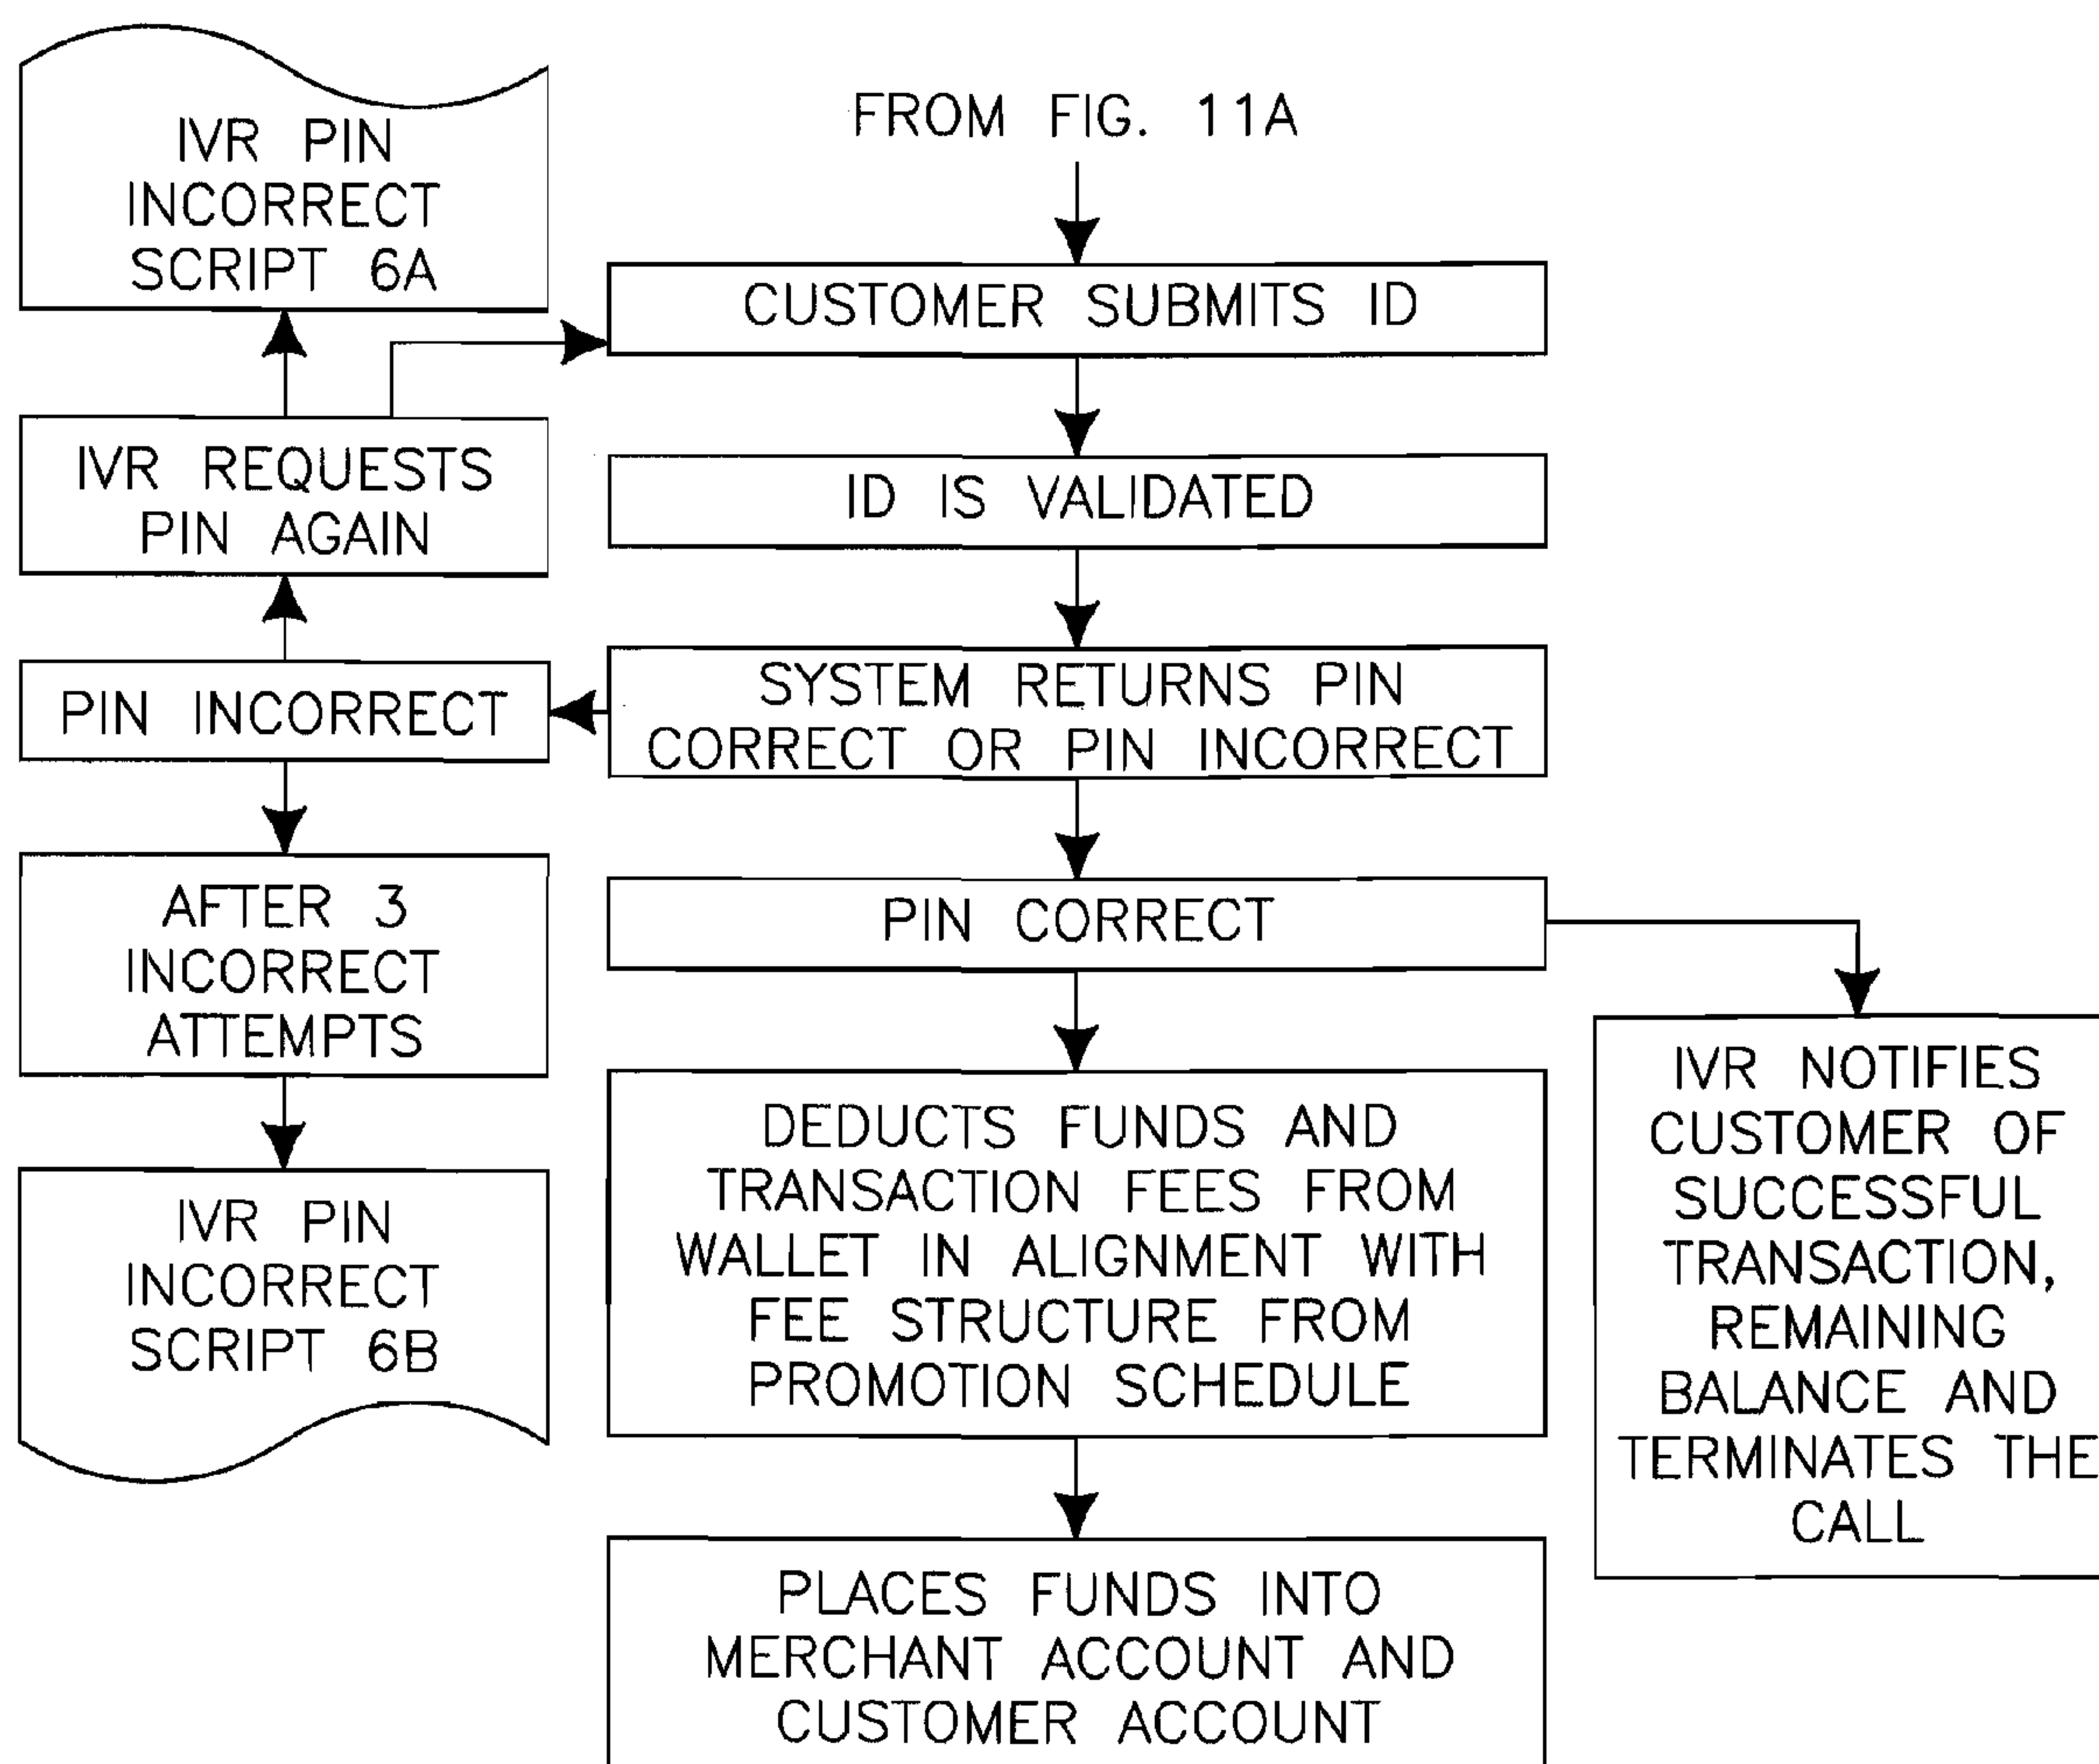 IVR PIN
INCORRECT
SCRIPT 6A
FROM FIG. 11A
CUSTOMER SUBMITS ID
IVR REQUESTS
PIN AGAIN
ID IS VALIDATED
PIN INCORRECT
SYSTEM RETURNS PIN
CORRECT OR PIN INCORRECT
AFTER 3
INCORRECT
ATTEMPTS
PIN CORRECT
IVR PIN
INCORRECT
SCRIPT 6B
DEDUCTS FUNDS AND
TRANSACTION FEES FROM
WALLET IN ALIGNMENT WITH
FEE STRUCTURE FROM
PROMOTION SCHEDULE
IVR NOTIFIES
CUSTOMER OF
SUCCESSFUL
TRANSACTION,
REMAINING
BALANCE AND
TERMINATES THE
CALL
PLACES FUNDS INTO
MERCHANT ACCOUNT AND
CUSTOMER ACCOUNT